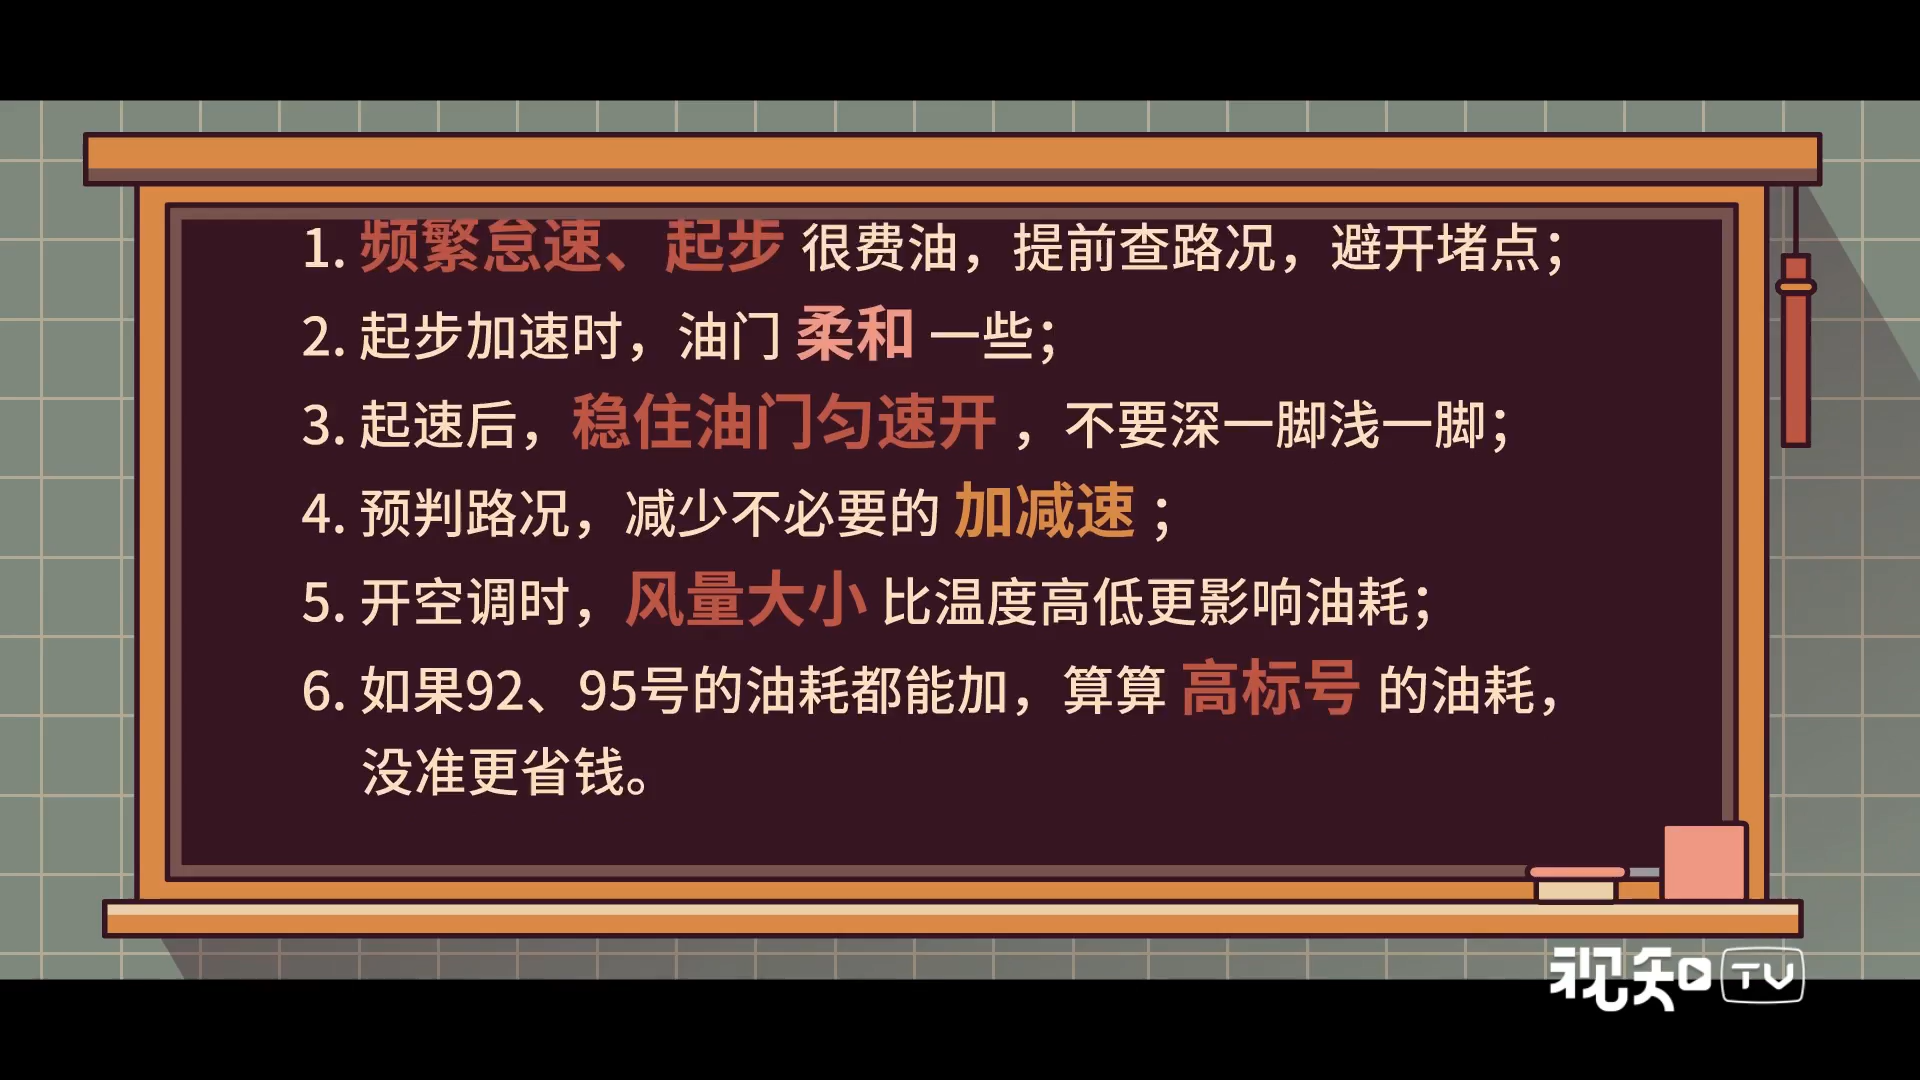 1. 频繁怠速、起步 很费油，提前查路况，避开堵点；
2. 起步加速时，油门 柔和 一些；
3. 起速后，稳住油门匀速开 ，不要深一脚浅一脚；
4. 预判路况，减少不必要的 加减速 ；
5. 开空调时，风量大小 比温度高低更影响油耗；
6. 如果92、95号的油耗都能加，算算 高标号 的油耗，
没准更省钱。
视知TV